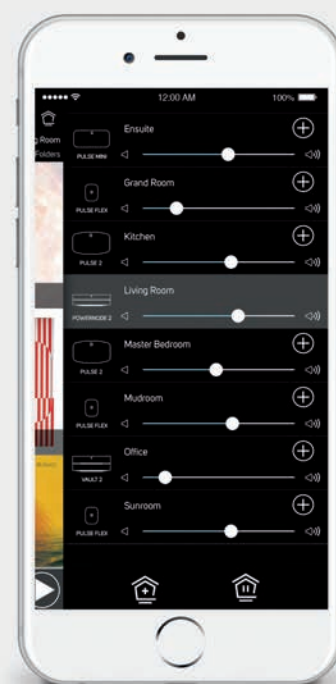 12:00 AM
100%
g Room
Folders
Ensuite
PULSE MINI
Grand Room
PULSE FLEX
Kitchen
PULSE 2
Living Room
POWERNODE 2
Master Bedroom
PULSE 2
Mudroom
PULSE FLEX
Office
VAULT 2
Sunroom
PULSE FLEX